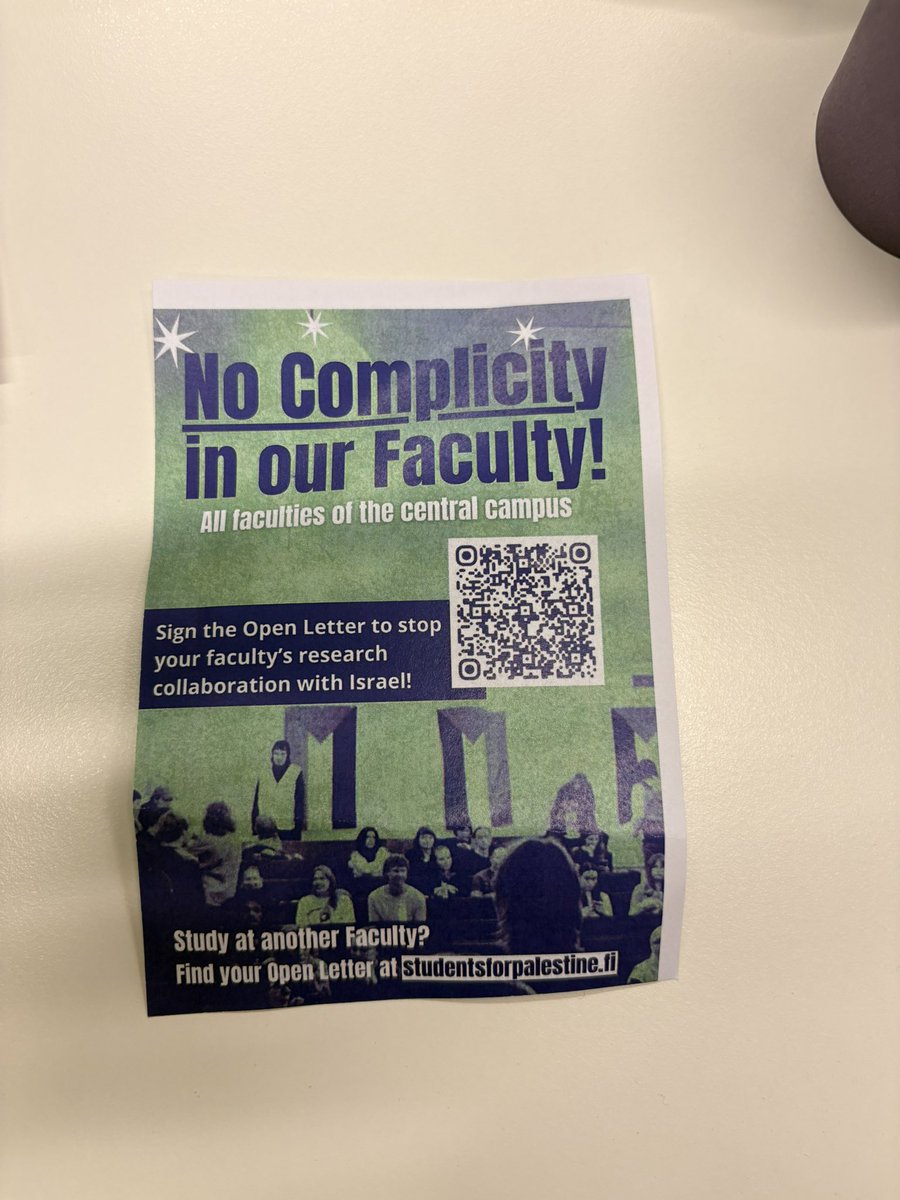 No Complicity
in our Faculty!
All faculties of the central campus
Sign the Open Letter to stop
your faculty's research
collaboration with Israel!
Study at another Faculty?
Find your Open Letter at studentsforpalestine.fi